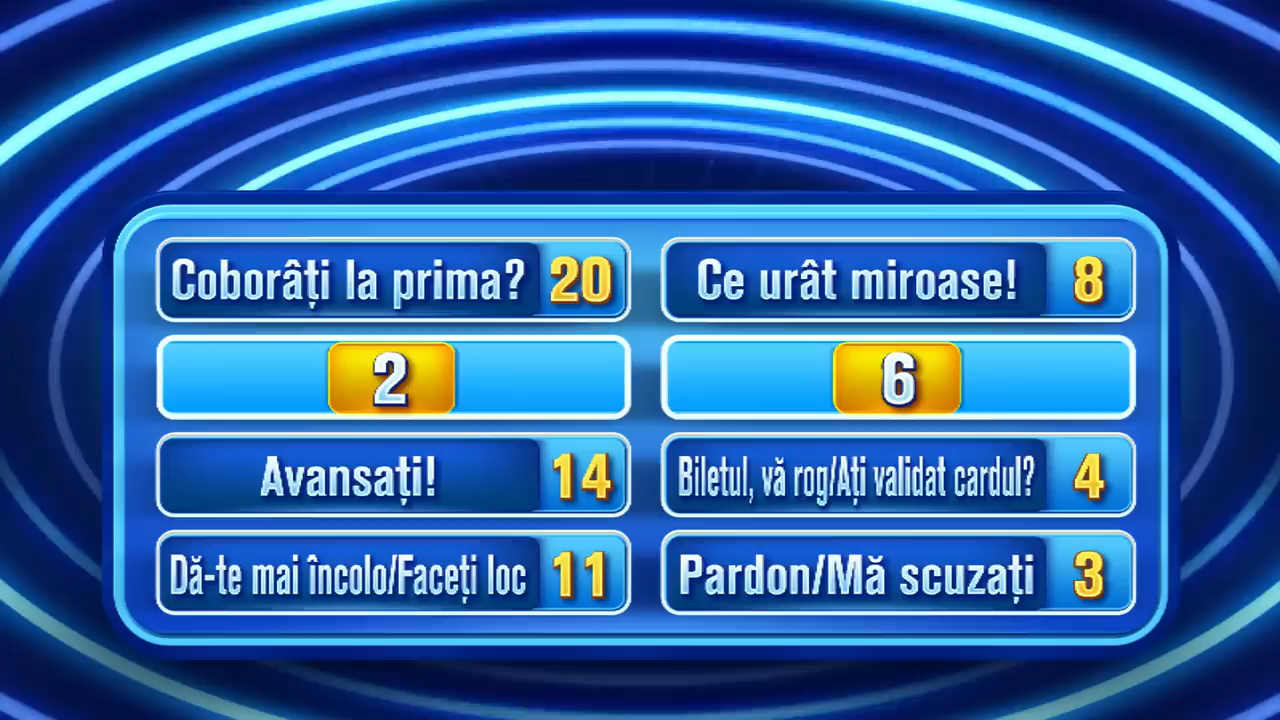 Coborâți la prima? 20
2
Avansați! 14
Dă-te mai încolo/Faceți loc 11
Ce urât miroase! 8
6
Biletul, vă rog/Ați validat cardul? 4
Pardon/Mă scuzați 3